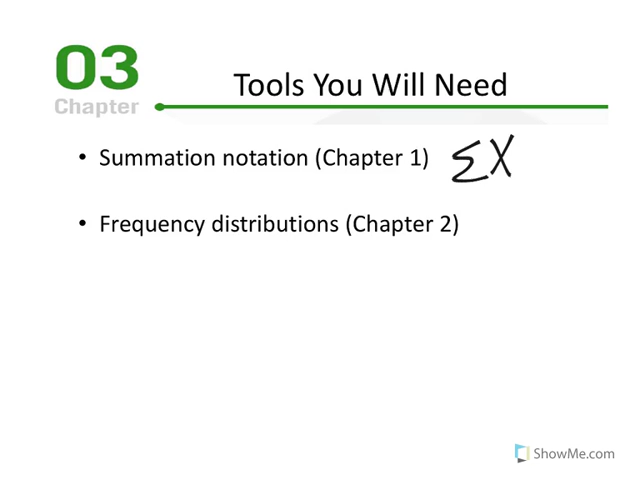 03
Chapter
Tools You Will Need
• Summation notation (Chapter 1) ΣX
• Frequency distributions (Chapter 2)
ShowMe.com